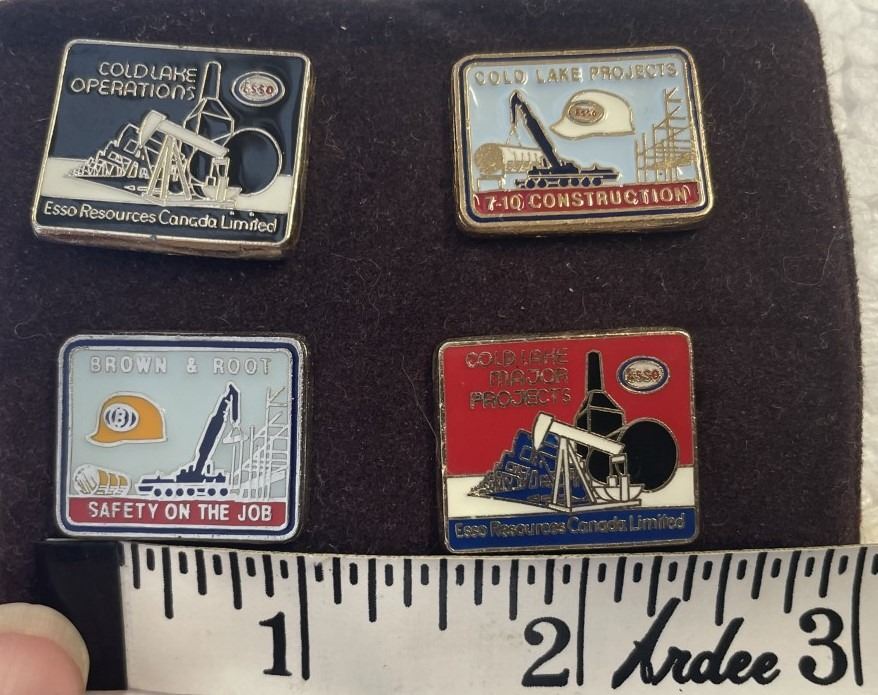 COLD LAKE
OPERATIONS
ESSO
Esso Resources Canada Limited
COLD LAKE PROJECTS
ESSO
7-10 CONSTRUCTION
BROWN & ROOT
B
SAFETY ON THE JOB
COLD LAKE
MAJOR
PROJECTS
ESSO
Esso Resources Canada Limited
1 2 Ardee 3